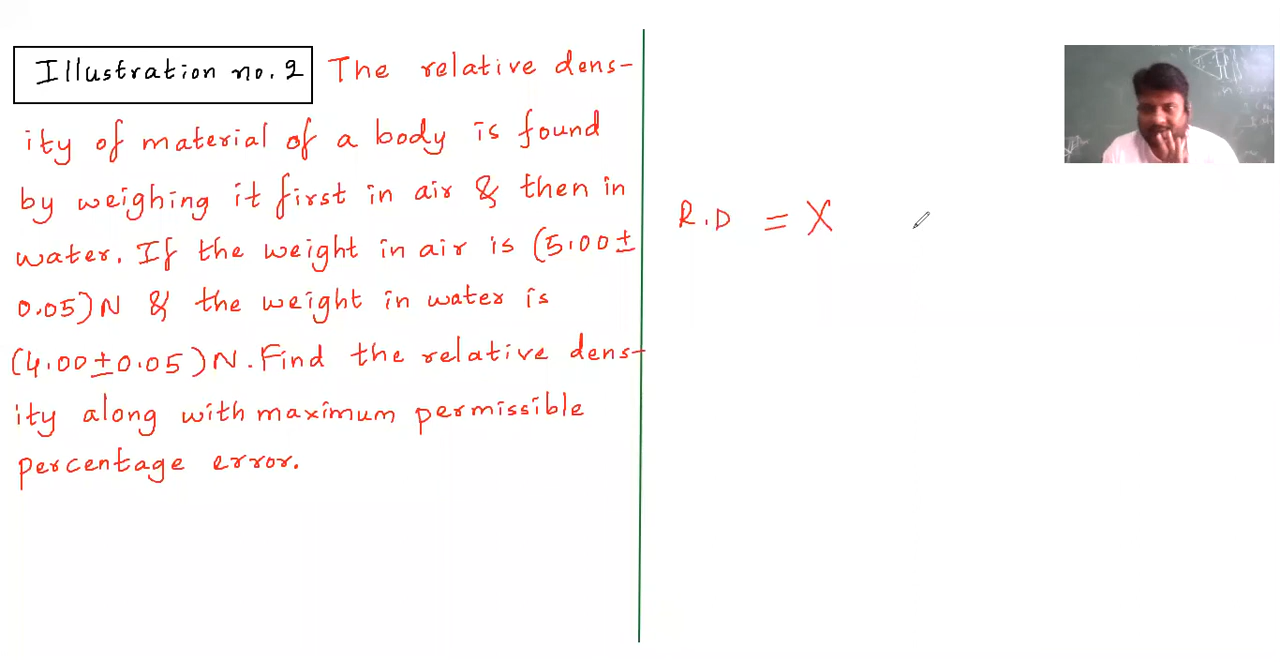 Illustration no. 2 The relative dens-
ity of material of a body is found
by weighing it first in air & then in
water. If the weight in air is (5.00 ±
0.05) N & the weight in water is
(4.00 ± 0.05) N. Find the relative dens-
ity along with maximum permissible
percentage error.
R.D = X